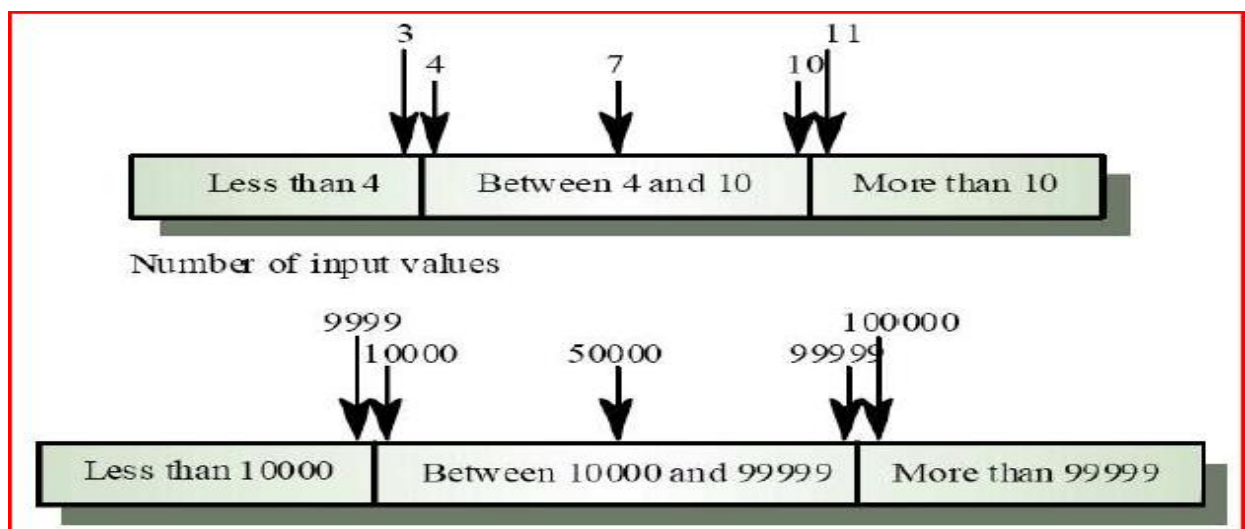 3
11
4
7
10
Less than 4
Between 4 and 10
More than 10
Number of input values
9999
100000
10000
50000
99999
Less than 10000
Between 10000 and 99999
More than 99999